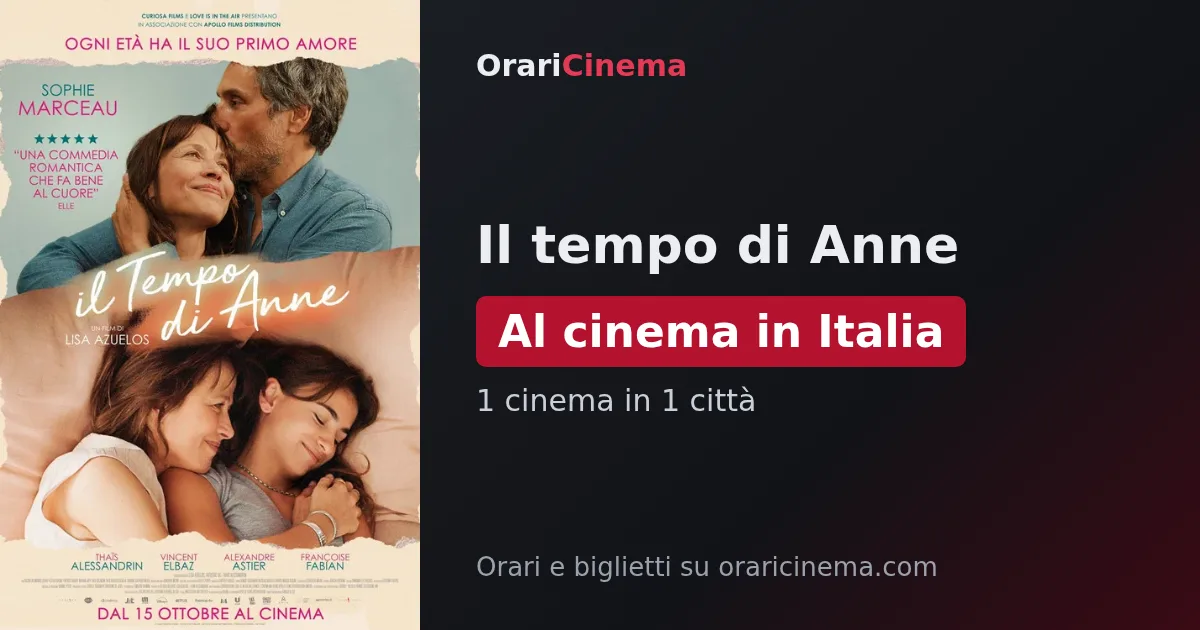 CURIOSA FILMS E LOVE IS IN THE AIR PRESENTANO
IN ASSOCIAZIONE CON APOLLO FILMS DISTRIBUTION
OGNI ETÀ HA IL SUO PRIMO AMORE
SOPHIE
MARCEAU
“UNA COMMEDIA
ROMANTICA
CHE FA BENE
AL CUORE”
ELLE
il Tempo
di Anne
UN FILM DI
LISA AZUELOS
THAÏS
ALESSANDRIN
VINCENT
ELBAZ
ALEXANDRE
ASTIER
FRANÇOISE
FABÍAN
DAL 15 OTTOBRE AL CINEMA
OrariCinema
Il tempo di Anne
Al cinema in Italia
1 cinema in 1 città
Orari e biglietti su oraricinema.com